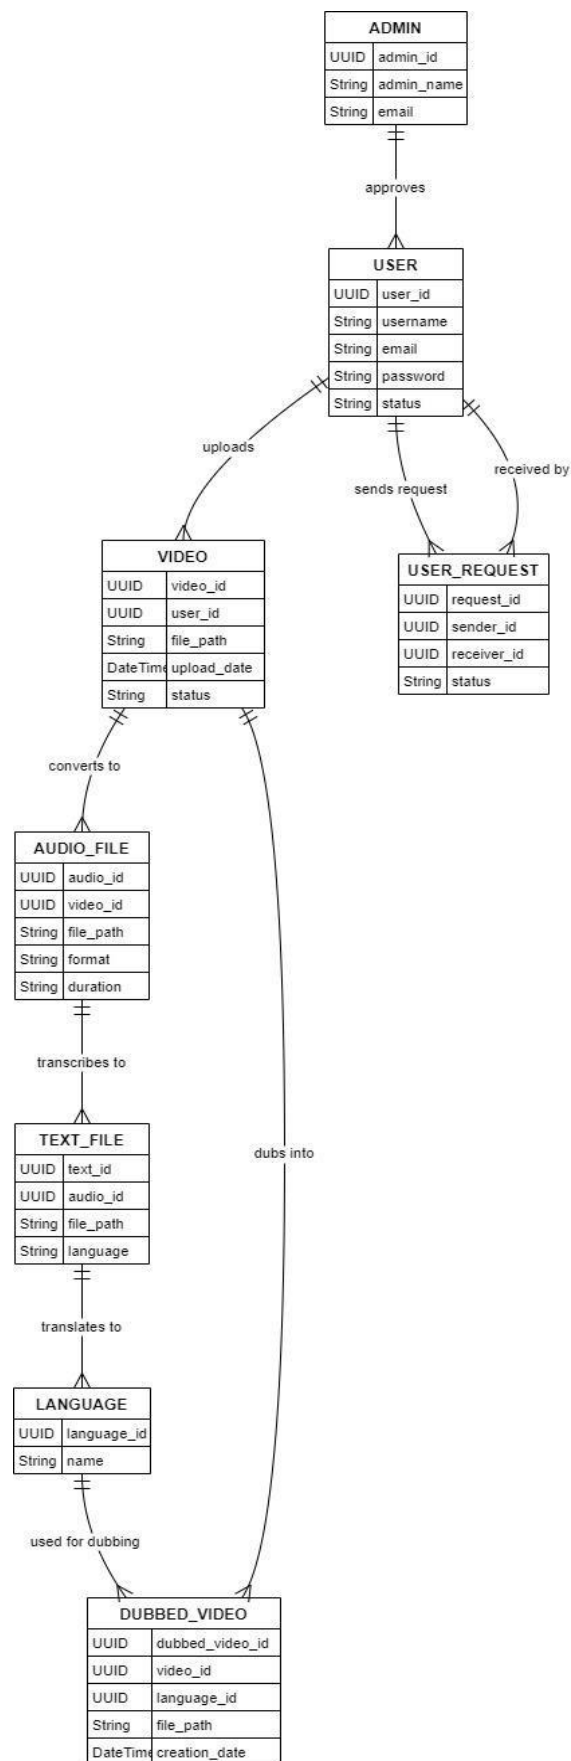 ADMIN
UUID admin_id
String admin_name
String email
approves
USER
UUID user_id
String username
String email
String password
String status
uploads
sends request
received by
VIDEO
UUID video_id
UUID user_id
String file_path
DateTime upload_date
String status
USER_REQUEST
UUID request_id
UUID sender_id
UUID receiver_id
String status
converts to
AUDIO_FILE
UUID audio_id
UUID video_id
String file_path
String format
String duration
transcribes to
TEXT_FILE
UUID text_id
UUID audio_id
String file_path
String language
dubs into
translates to
LANGUAGE
UUID language_id
String name
used for dubbing
DUBBED_VIDEO
UUID dubbed_video_id
UUID video_id
UUID language_id
String file_path
DateTime creation_date